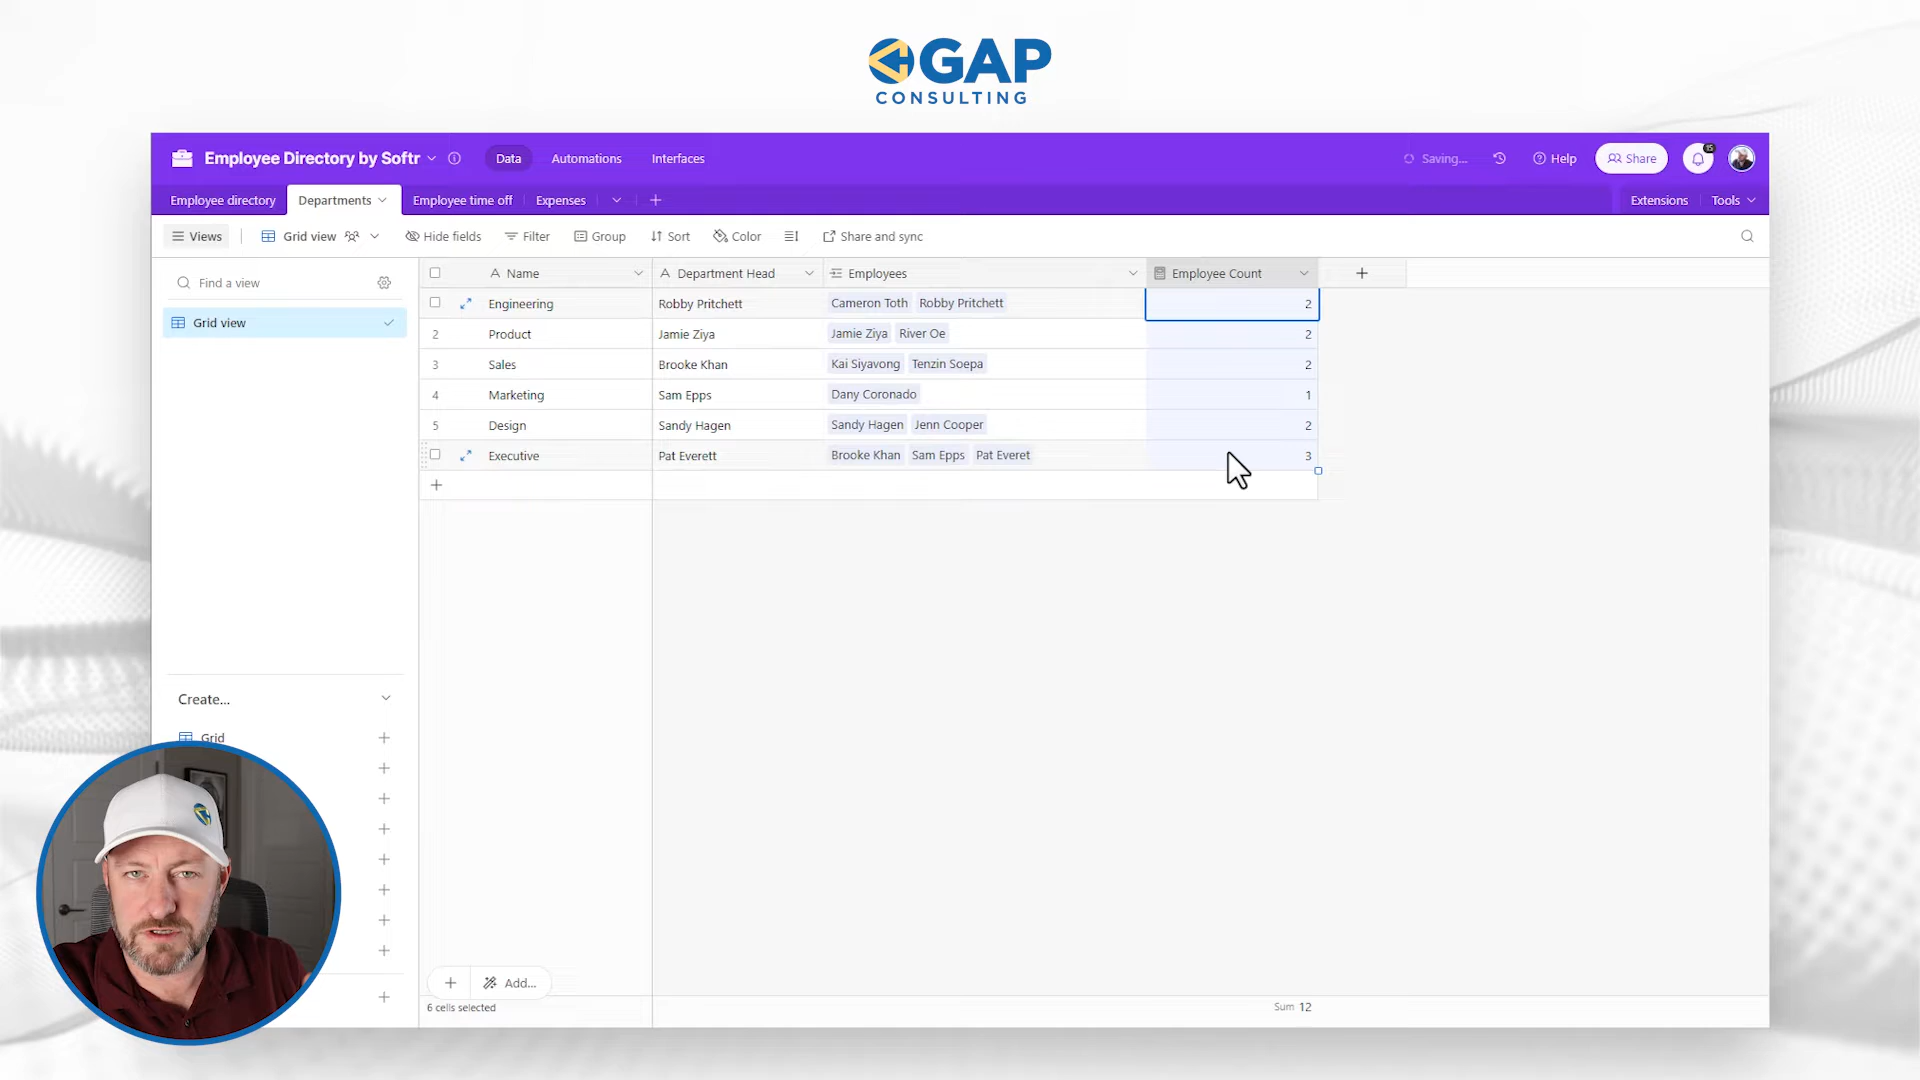 GAP
CONSULTING
Employee Directory by Softr
Data
Automations
Interfaces
Saving...
Help
Share
15
Employee directory
Departments
Employee time off
Expenses
Extensions
Tools
Views
Grid view
Hide fields
Filter
Group
Sort
Color
Share and sync
Find a view
Grid view
Name
Department Head
Employees
Employee Count
Engineering
Robby Pritchett
Cameron Toth
Robby Pritchett
2
2
Product
Jamie Ziya
Jamie Ziya
River Oe
2
3
Sales
Brooke Khan
Kai Siyavong
Tenzin Soepa
2
4
Marketing
Sam Epps
Dany Coronado
1
5
Design
Sandy Hagen
Sandy Hagen
Jenn Cooper
2
Executive
Pat Everett
Brooke Khan
Sam Epps
Pat Everet
3
Create...
Grid
Add...
6 cells selected
Sum 12